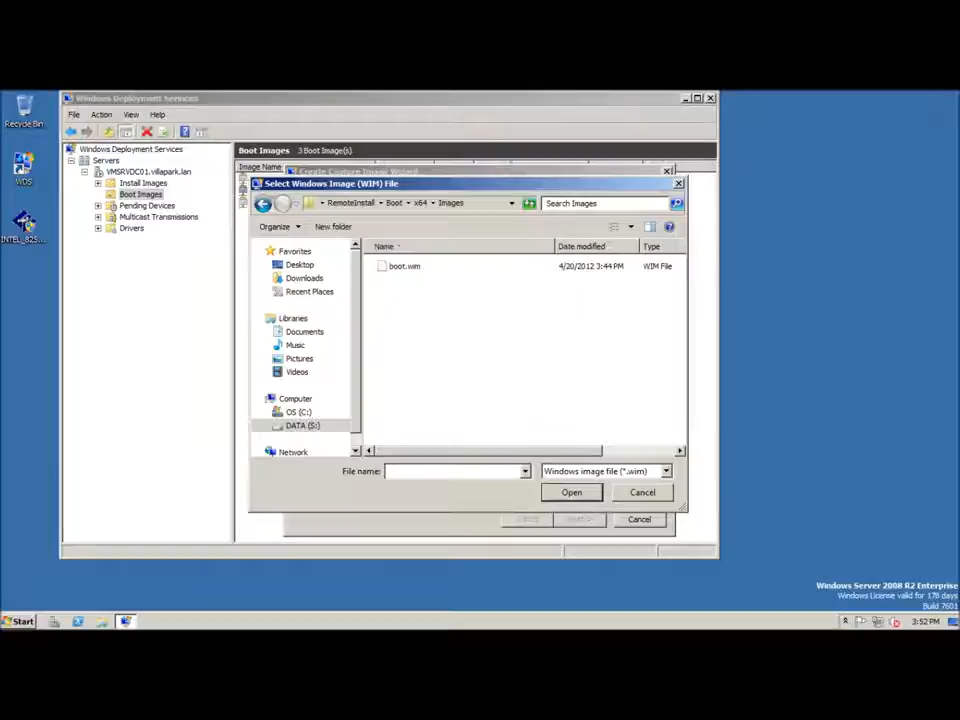 Recycle Bin
WDS
INTEL_825...
Windows Deployment Services
File Action View Help
Windows Deployment Services
Servers
VMSRVDC01.villapark.lan
Install Images
Boot Images
Pending Devices
Multicast Transmissions
Drivers
Boot Images 3 Boot Image(s)
Image Name
Create Capture Image Wizard
Select Windows Image (WIM) File
RemoteInstall Boot x64 Images
Search Images
Organize New folder
Favorites
Desktop
Downloads
Recent Places
Libraries
Documents
Music
Pictures
Videos
Computer
OS (C:)
DATA (S:)
Network
Name Date modified Type
boot.wim 4/20/2012 3:44 PM WIM File
File name:
Windows image file (*.wim)
Open Cancel
Cancel
Windows Server 2008 R2 Enterprise
Windows License valid for 178 days
Build 7601
Start
3:52 PM